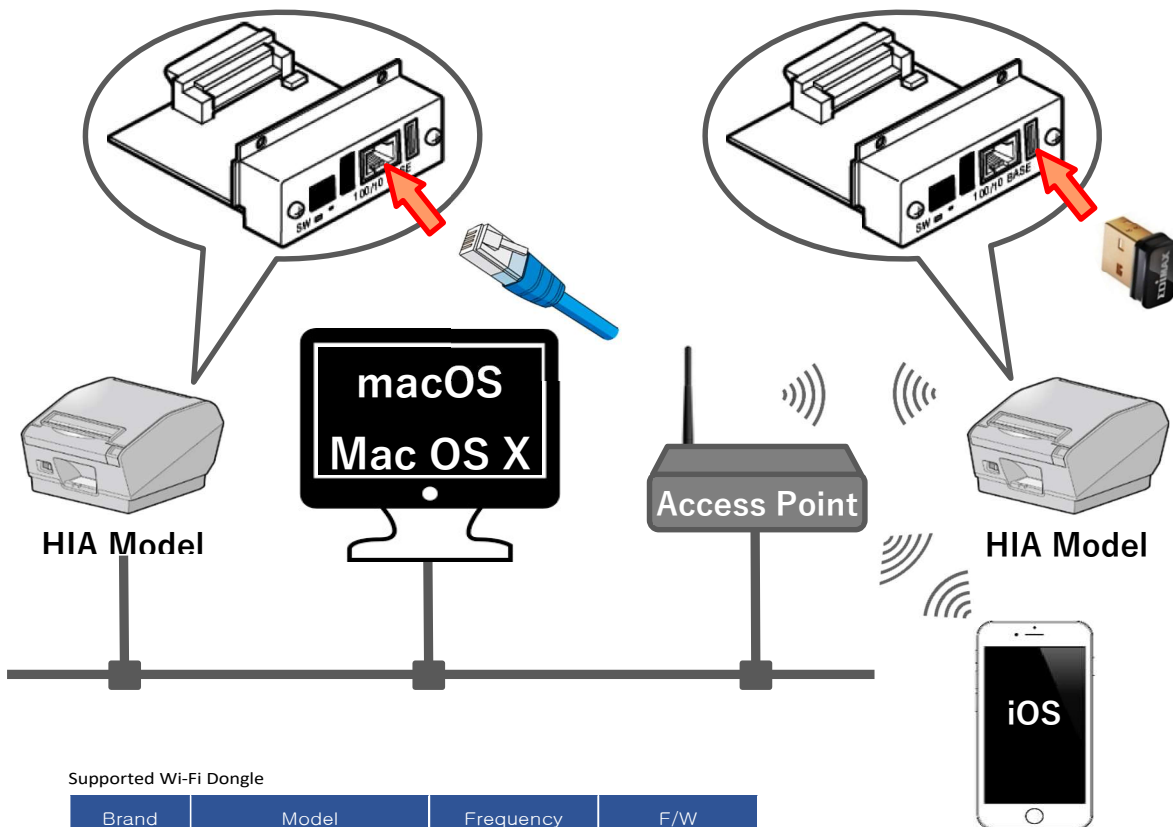 SW
100/10 BASE
SW
100/10 BASE
EDIMAX
macOS
Mac OS X
Access Point
HIA Model
HIA Model
iOS
Supported Wi-Fi Dongle
Brand Model Frequency F/W